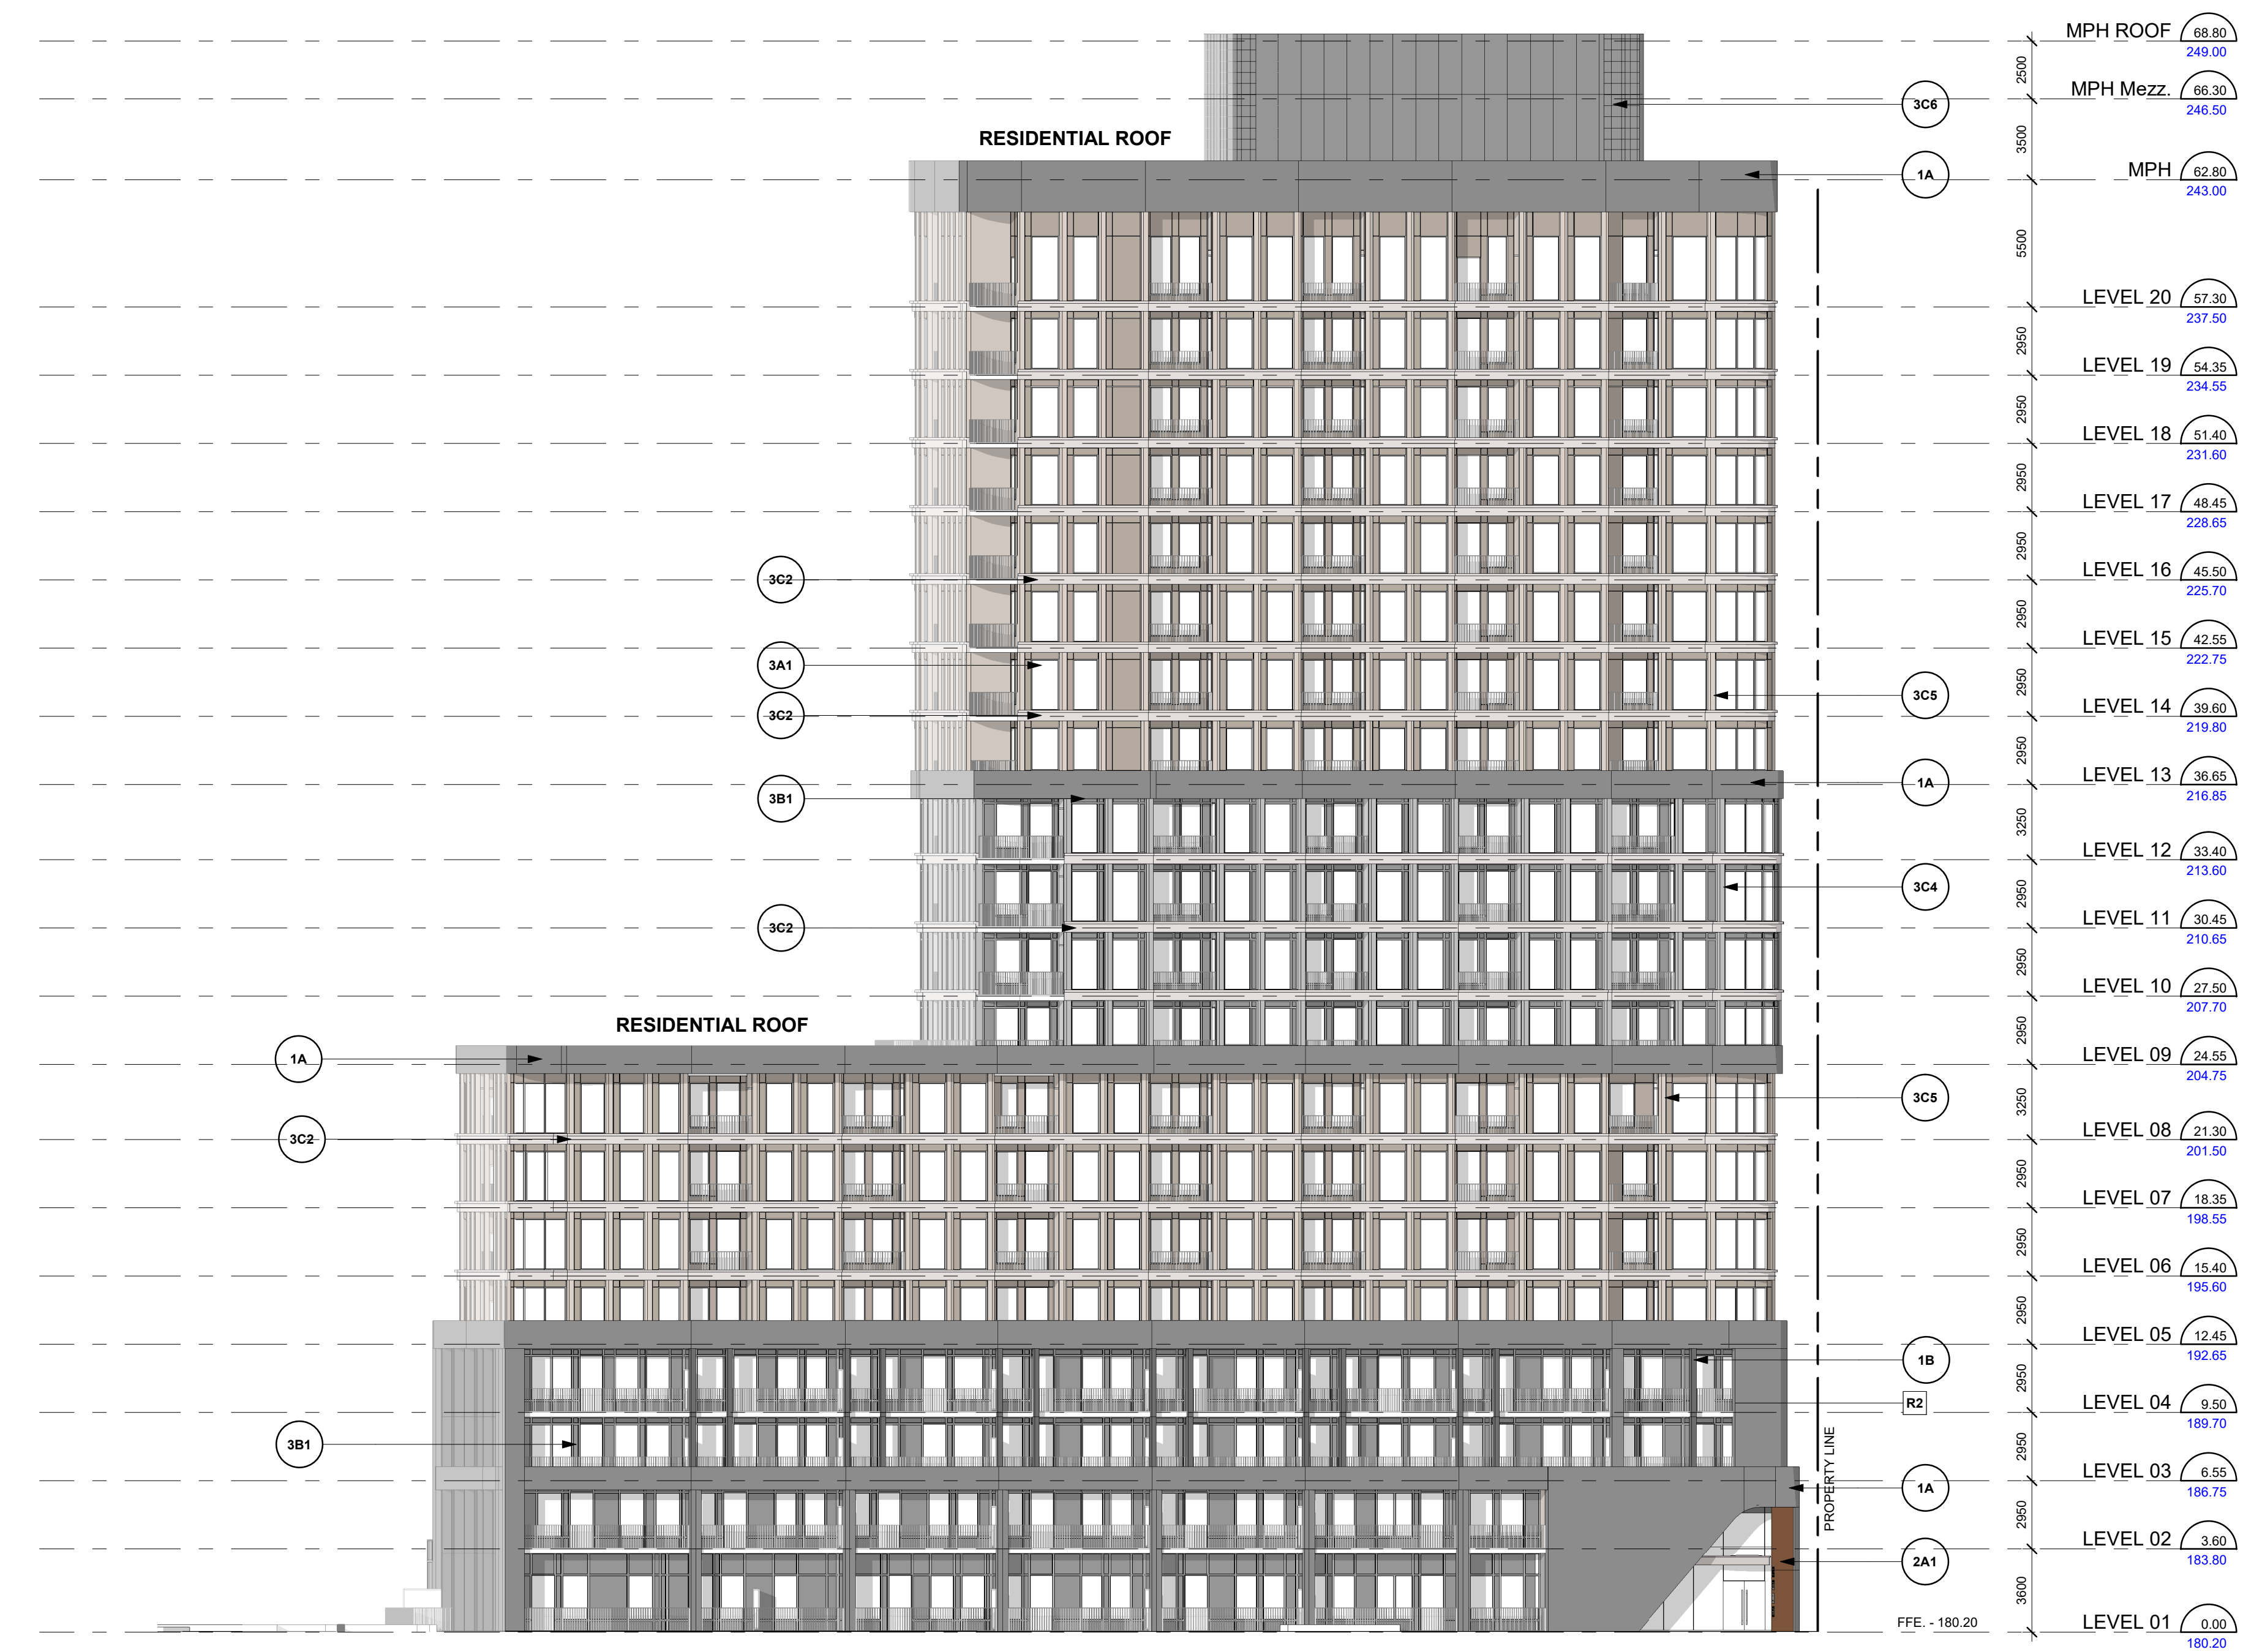 MPH ROOF 68.80
249.00
2500
MPH Mezz. 66.30
246.50
3C6
RESIDENTIAL ROOF
3500
1A
MPH 62.80
243.00
5500
LEVEL 20 57.30
237.50
2950
LEVEL 19 54.35
234.55
2950
LEVEL 18 51.40
231.60
2950
LEVEL 17 48.45
228.65
2950
3C2
LEVEL 16 45.50
225.70
2950
LEVEL 15 42.55
222.75
3A1
2950
3C5
3C2
LEVEL 14 39.60
219.80
2950
1A
LEVEL 13 36.65
216.85
3B1
3250
LEVEL 12 33.40
213.60
3C4
2950
3C2
LEVEL 11 30.45
210.65
2950
LEVEL 10 27.50
207.70
RESIDENTIAL ROOF
2950
1A
LEVEL 09 24.55
204.75
3C5
3250
3C2
LEVEL 08 21.30
201.50
2950
LEVEL 07 18.35
198.55
2950
LEVEL 06 15.40
195.60
2950
LEVEL 05 12.45
192.65
1B
2950
R2
LEVEL 04 9.50
189.70
3B1
2950
PROPERTY LINE
LEVEL 03 6.55
186.75
1A
2950
LEVEL 02 3.60
183.80
2A1
3600
FFE. - 180.20
LEVEL 01 0.00
180.20